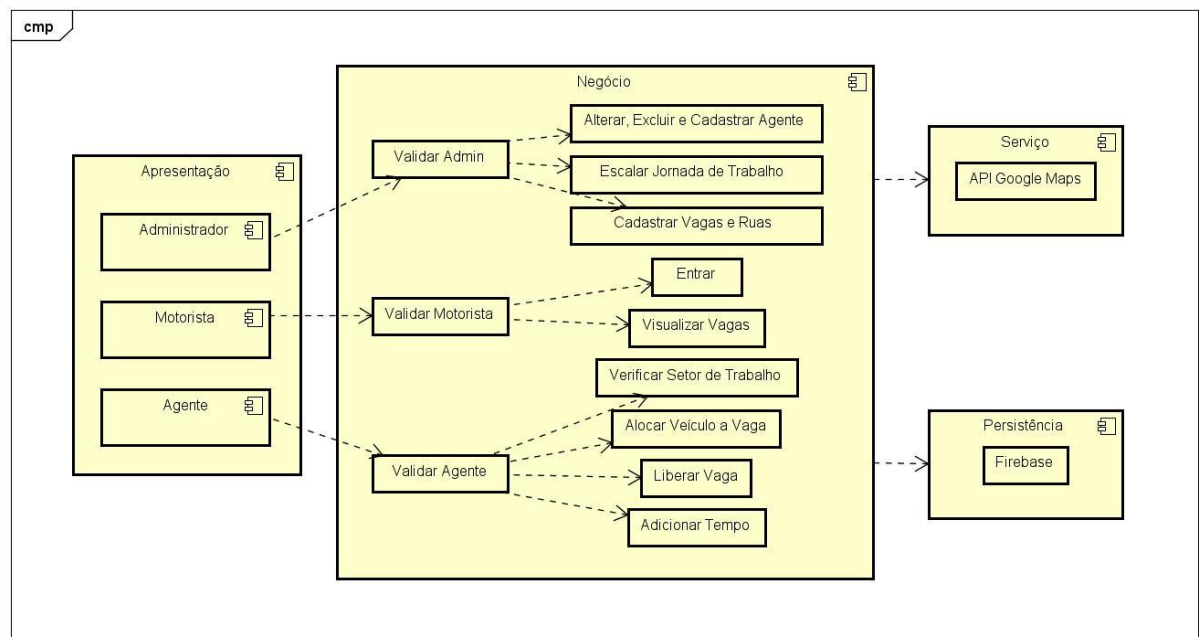 cmp
Apresentação
Administrador
Motorista
Agente
Negócio
Validar Admin
Alterar, Excluir e Cadastrar Agente
Escalar Jornada de Trabalho
Cadastrar Vagas e Ruas
Validar Motorista
Entrar
Visualizar Vagas
Validar Agente
Verificar Setor de Trabalho
Alocar Veículo a Vaga
Liberar Vaga
Adicionar Tempo
Serviço
API Google Maps
Persistência
Firebase